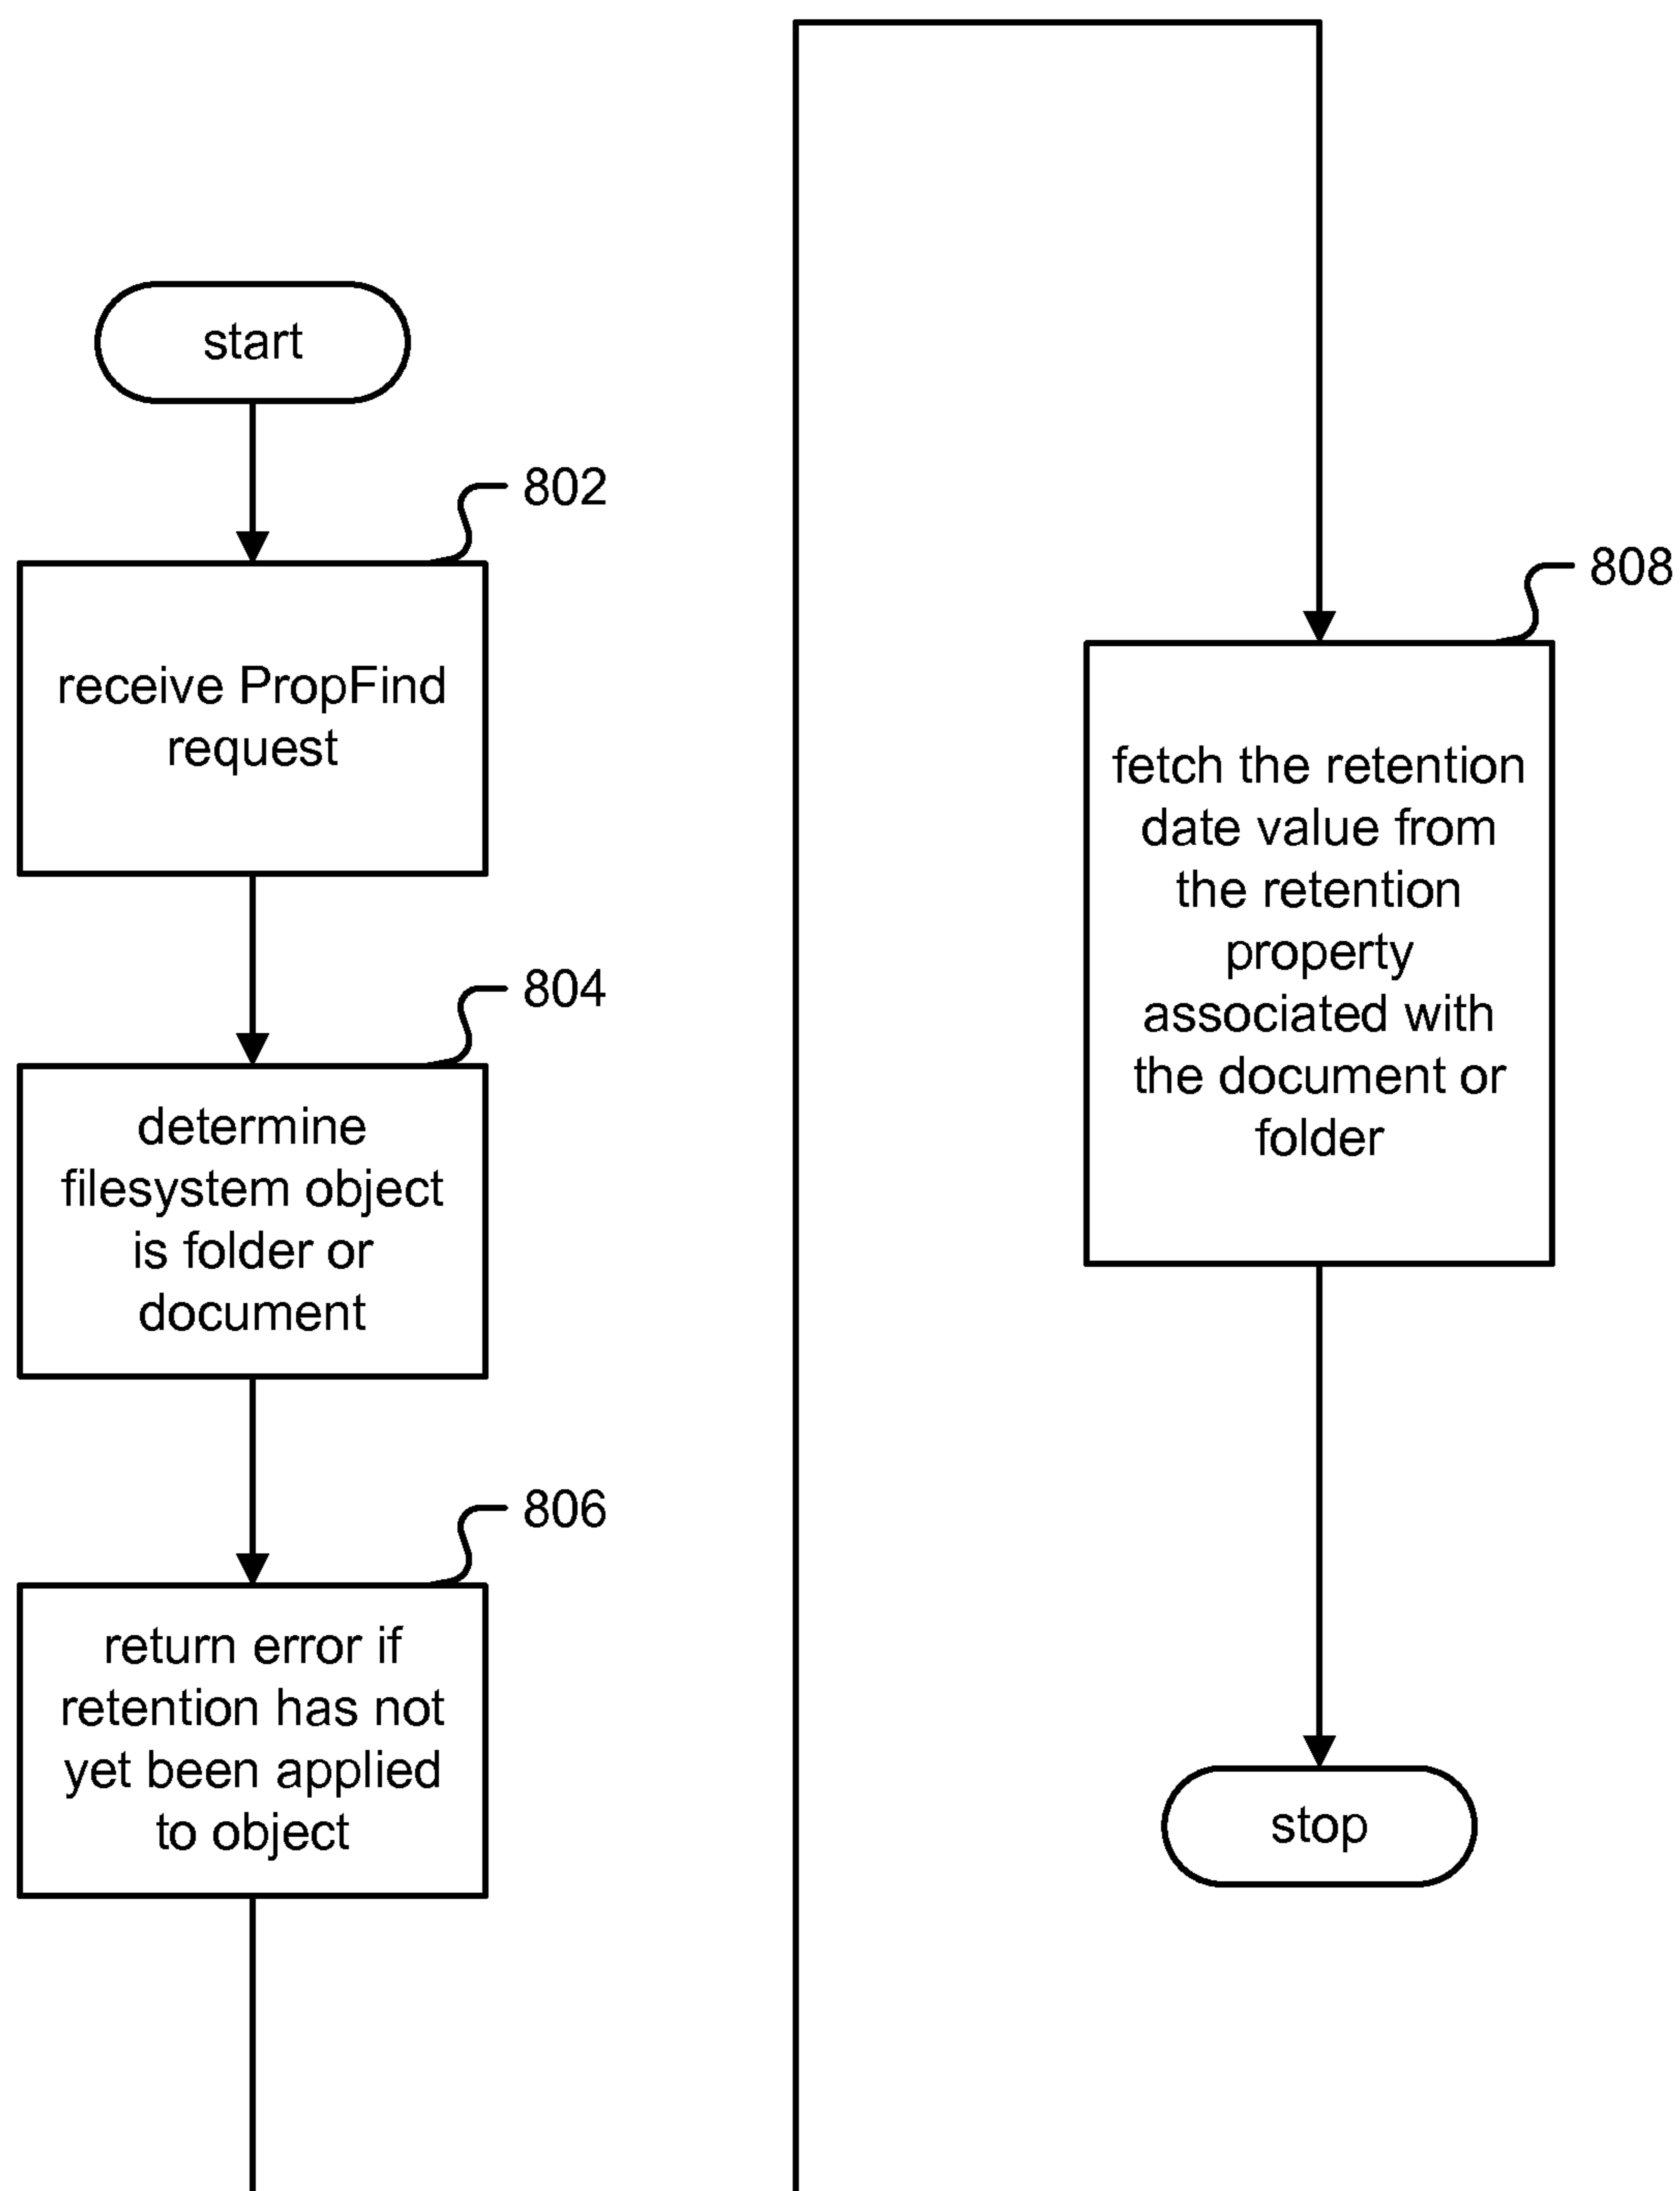 start
802
receive PropFind
request
804
determine
filesystem object
is folder or
document
806
return error if
retention has not
yet been applied
to object
808
fetch the retention
date value from
the retention
property
associated with
the document or
folder
stop